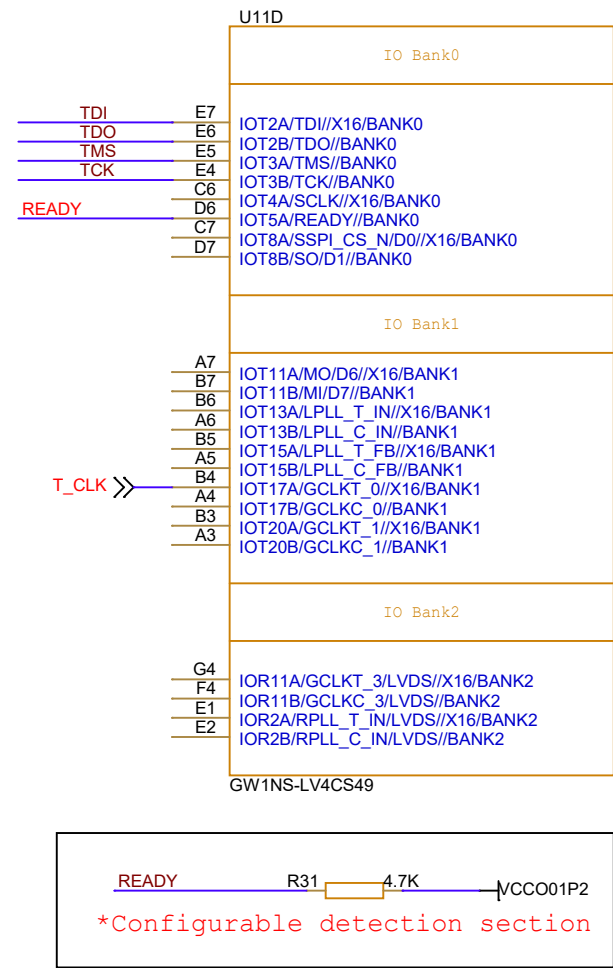 U11D
IO Bank0
TDI E7 IOT2A/TDI//X16/BANK0
TDO E6 IOT2B/TDO//BANK0
TMS E5 IOT3A/TMS//BANK0
TCK E4 IOT3B/TCK//BANK0
C6 IOT4A/SCLK//X16/BANK0
READY D6 IOT5A/READY//BANK0
C7 IOT8A/SSPI_CS_N/D0//X16/BANK0
D7 IOT8B/SO/D1//BANK0
IO Bank1
A7 IOT11A/MO/D6//X16/BANK1
B7 IOT11B/MI/D7//BANK1
B6 IOT13A/LPLL_T_IN//X16/BANK1
A6 IOT13B/LPLL_C_IN//BANK1
B5 IOT15A/LPLL_T_FB//X16/BANK1
A5 IOT15B/LPLL_C_FB//BANK1
T_CLK B4 IOT17A/GCLKT_0//X16/BANK1
A4 IOT17B/GCLKC_0//BANK1
B3 IOT20A/GCLKT_1//X16/BANK1
A3 IOT20B/GCLKC_1//BANK1
IO Bank2
G4 IOR11A/GCLKT_3/LVDS//X16/BANK2
F4 IOR11B/GCLKC_3/LVDS//BANK2
E1 IOR2A/RPLL_T_IN/LVDS//X16/BANK2
E2 IOR2B/RPLL_C_IN/LVDS//BANK2
GW1NS-LV4CS49
READY R31 4.7K VCCO01P2
*Configurable detection section